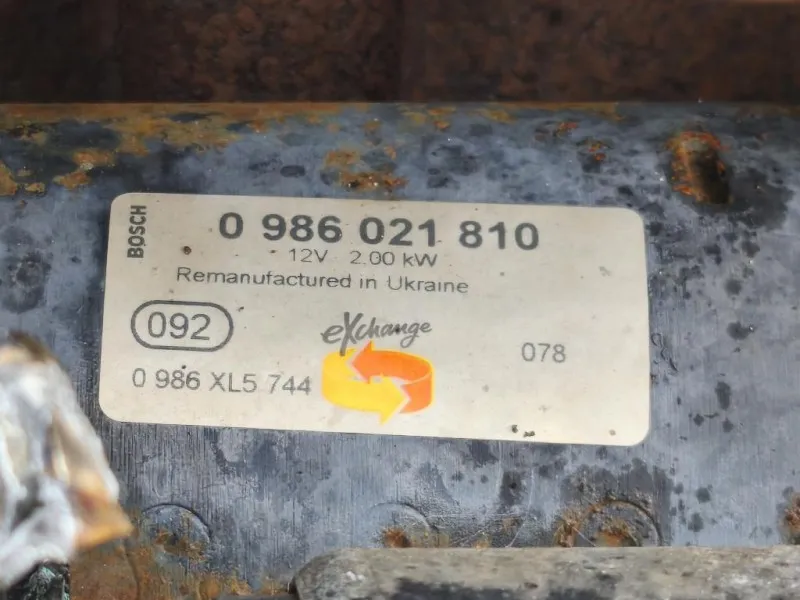 BOSCH
0 986 021 810
12V 2.00 kW
Remanufactured in Ukraine
092
eXchange
078
0 986 XL5 744